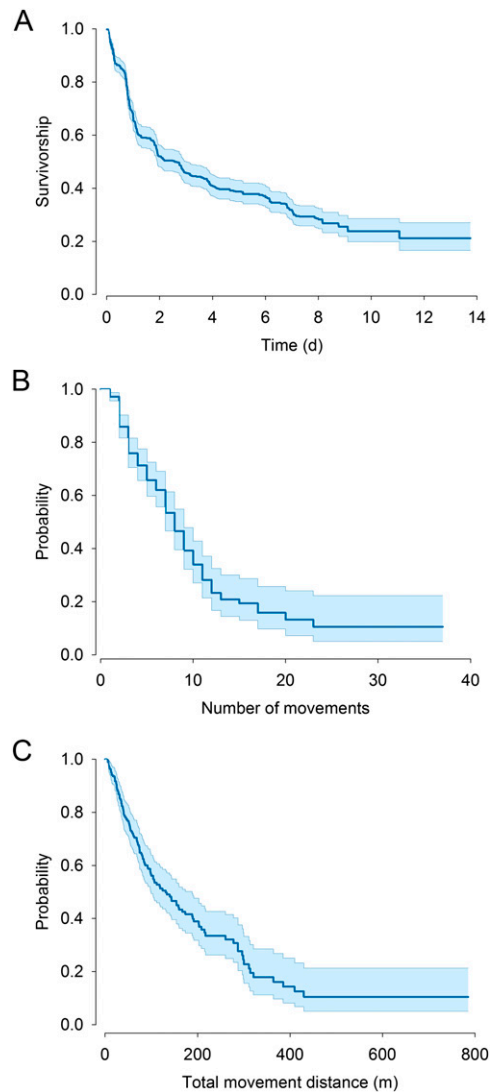 A
1.0
0.8
0.6
0.4
0.2
0.0
Survivorship
0 2 4 6 8 10 12 14
Time (d)
B
1.0
0.8
0.6
0.4
0.2
0.0
Probability
0 10 20 30 40
Number of movements
C
1.0
0.8
0.6
0.4
0.2
0.0
Probability
0 200 400 600 800
Total movement distance (m)